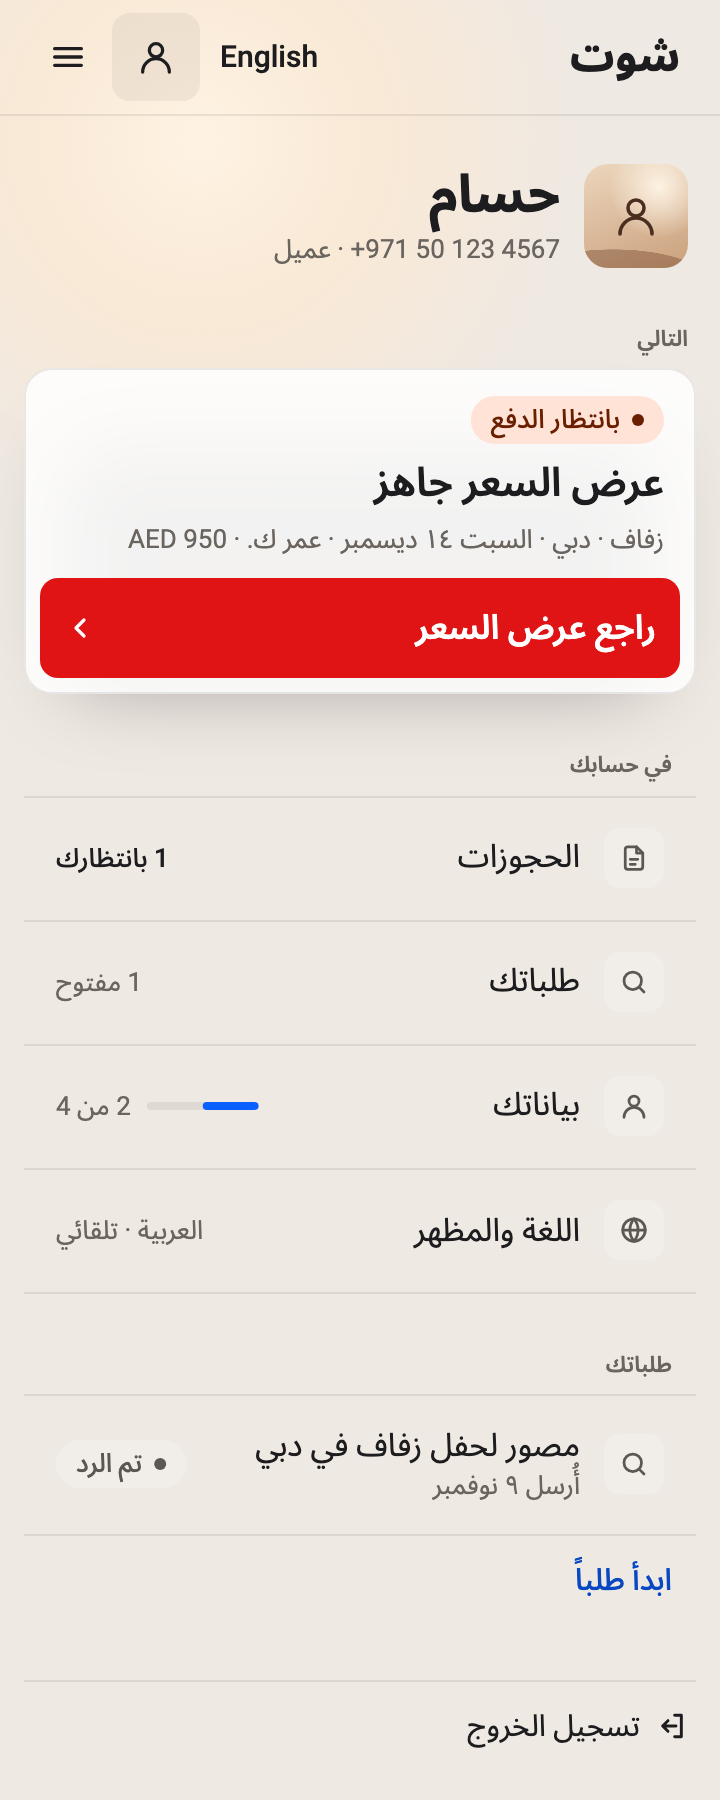 شوت
English
حسام
+971 50 123 4567 · عميل
التالي
بانتظار الدفع
عرض السعر جاهز
زفاف · دبي · السبت ١٤ ديسمبر · عمر ك. · AED 950
راجع عرض السعر
في حسابك
الحجوزات
1 بانتظارك
طلباتك
1 مفتوح
بياناتك
2 من 4
اللغة والمظهر
العربية · تلقائي
طلباتك
مصور لحفل زفاف في دبي
تم الرد
أُرسل ٩ نوفمبر
ابدأ طلباً
تسجيل الخروج